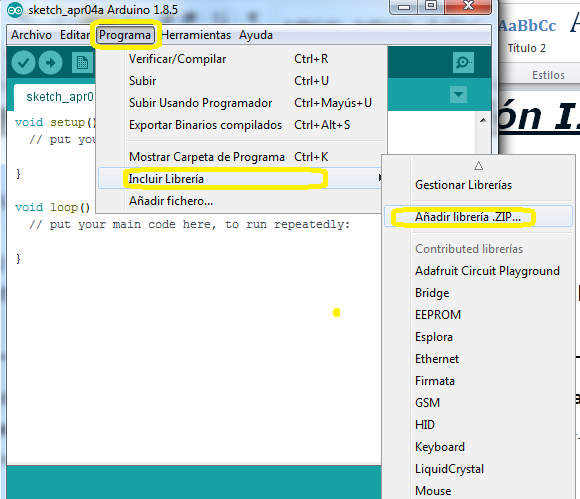 sketch_apr04a Arduino 1.8.5
Archivo Editar Programa Herramientas Ayuda
Verificar/Compilar Ctrl+R
Subir Ctrl+U
Subir Usando Programador Ctrl+Mayús+U
Exportar Binarios compilados Ctrl+Alt+S
Mostrar Carpeta de Programa Ctrl+K
Incluir Librería
Añadir fichero...
sketch_apr0
void setup()
// put you
}
void loop()
// put your main code here, to run repeatedly:
}
Gestionar Librerías
Añadir librería .ZIP...
Contributed librerías
Adafruit Circuit Playground
Bridge
EEPROM
Esplora
Ethernet
Firmata
GSM
HID
Keyboard
LiquidCrystal
Mouse
AaBbCc
Título 2
Estilos
ón I